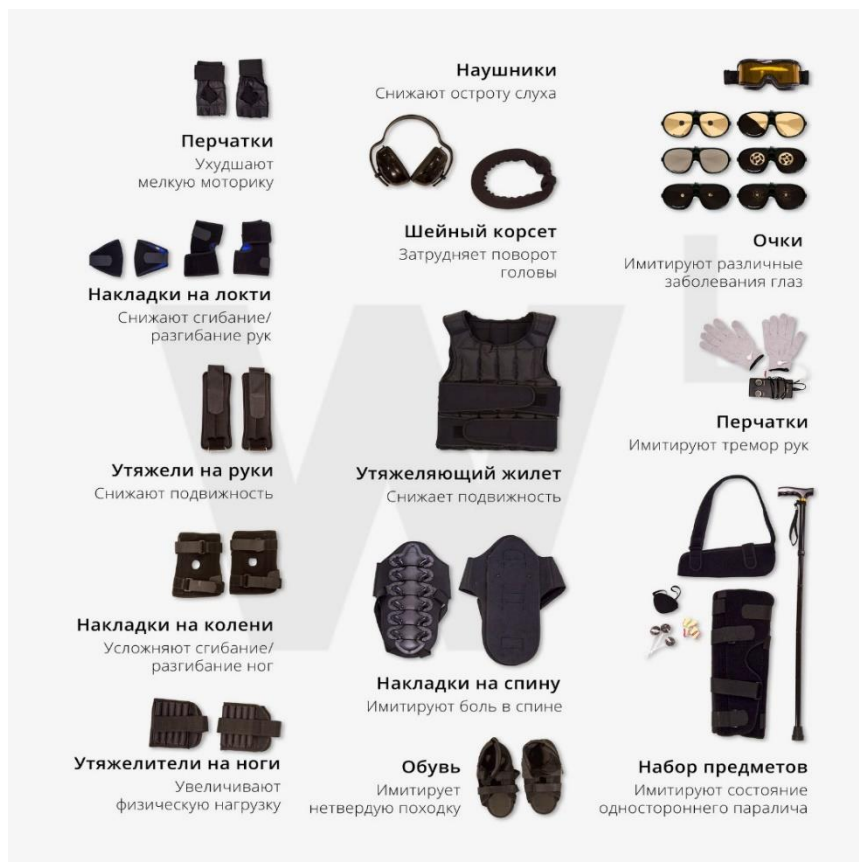 Перчатки
Ухудшают
мелкую моторику
Накладки на локти
Снижают сгибание/
разгибание рук
Утяжели на руки
Снижают подвижность
Накладки на колени
Усложняют сгибание/
разгибание ног
Утяжелители на ноги
Увеличивают
физическую нагрузку
Наушники
Снижают остроту слуха
Шейный корсет
Затрудняет поворот
головы
Утяжеляющий жилет
Снижает подвижность
Накладки на спину
Имитируют боль в спине
Обувь
Имитирует
нетвердую походку
Очки
Имитируют различные
заболевания глаз
Перчатки
Имитируют тремор рук
Набор предметов
Имитируют состояние
одностороннего паралича